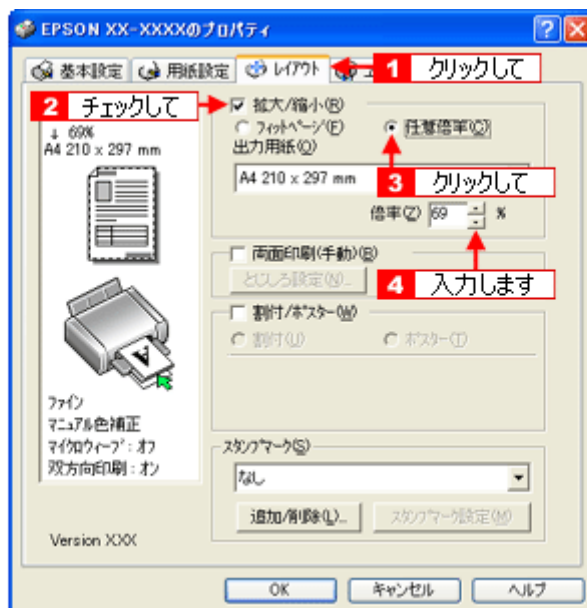 EPSON XX-XXXXのプロパティ
基本設定
用紙設定
レイアウト
1 クリックして
2 チェックして
拡大/縮小(R)
↓ 69%
フィットページ(F)
任意倍率(C)
A4 210 x 297 mm
出力用紙(O)
A4 210 x 297 mm
3 クリックして
倍率(Z) 69 %
両面印刷(手動)(B)
とじしろ設定(N)...
4 入力します
割付/ポスター(W)
割付(U)
ポスター(T)
ファイン
マニュアル色補正
マイクロウィーブ : オフ
双方向印刷 : オン
スタンプマーク(S)
なし
追加/削除(L)...
スタンプマーク設定(M)
Version XXX
OK
キャンセル
ヘルプ